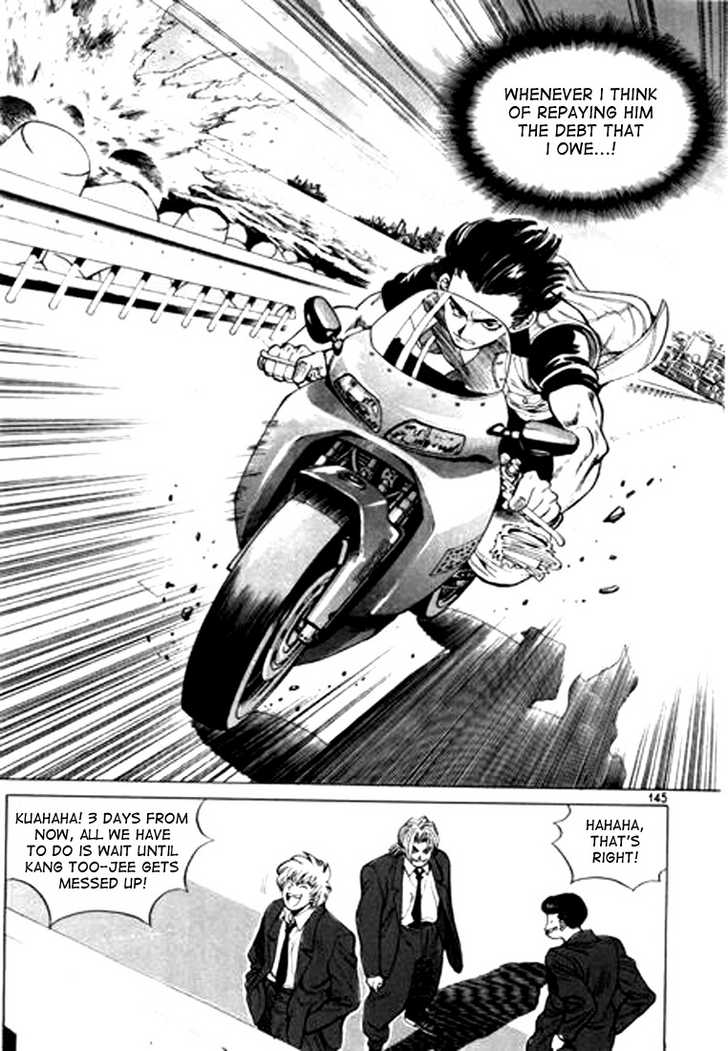 WHENEVER I THINK
OF REPAYING HIM
THE DEBT THAT
I OWE...!
145
KUAHAHA! 3 DAYS FROM
NOW, ALL WE HAVE
TO DO IS WAIT UNTIL
KANG TOO-JEE GETS
MESSED UP!
HAHAHA,
THAT'S
RIGHT!